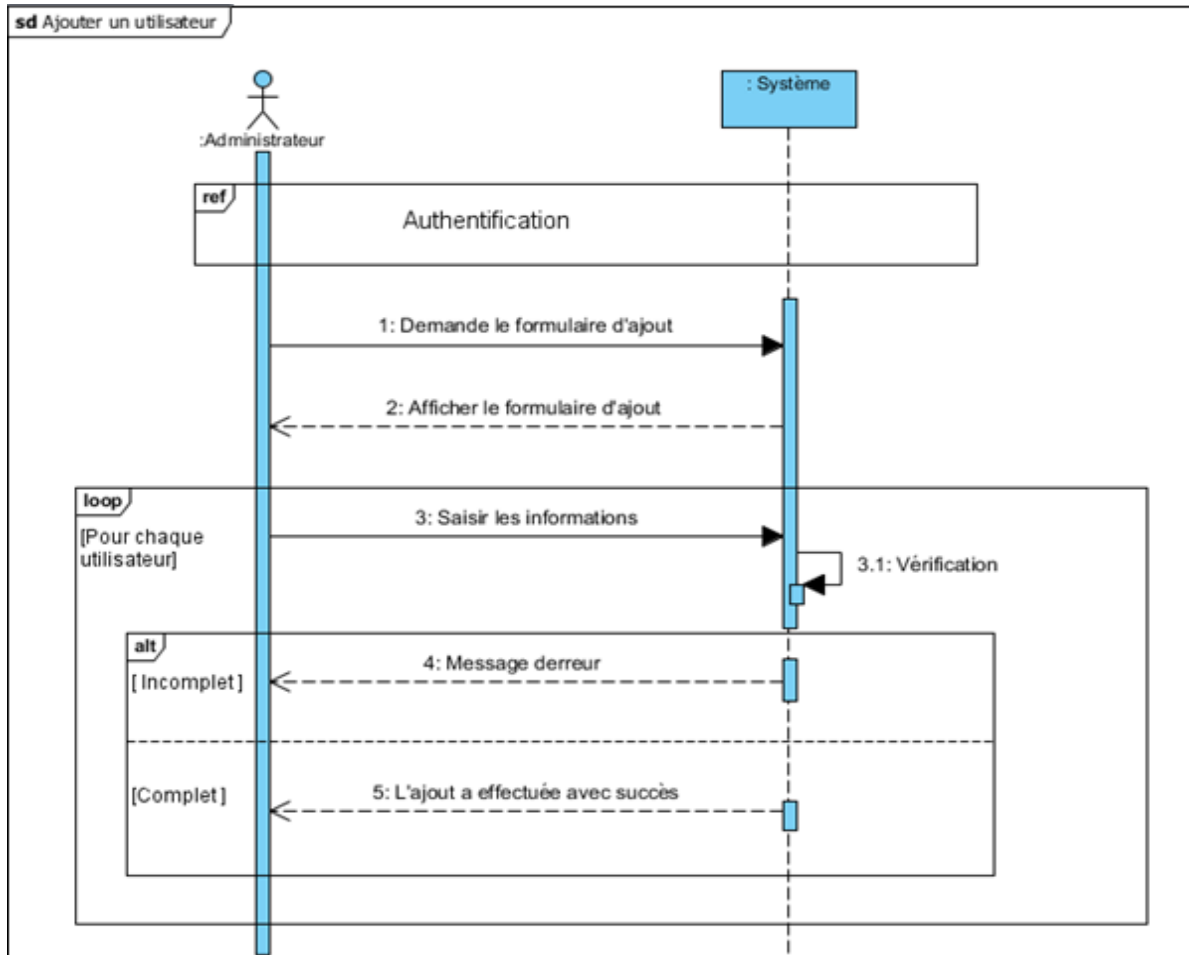 sd Ajouter un utilisateur
: Système
:Administrateur
ref
Authentification
1: Demande le formulaire d'ajout
2: Afficher le formulaire d'ajout
loop
[Pour chaque
utilisateur]
3: Saisir les informations
3.1: Vérification
alt
[ Incomplet ]
4: Message derreur
[Complet ]
5: L'ajout a effectuée avec succès